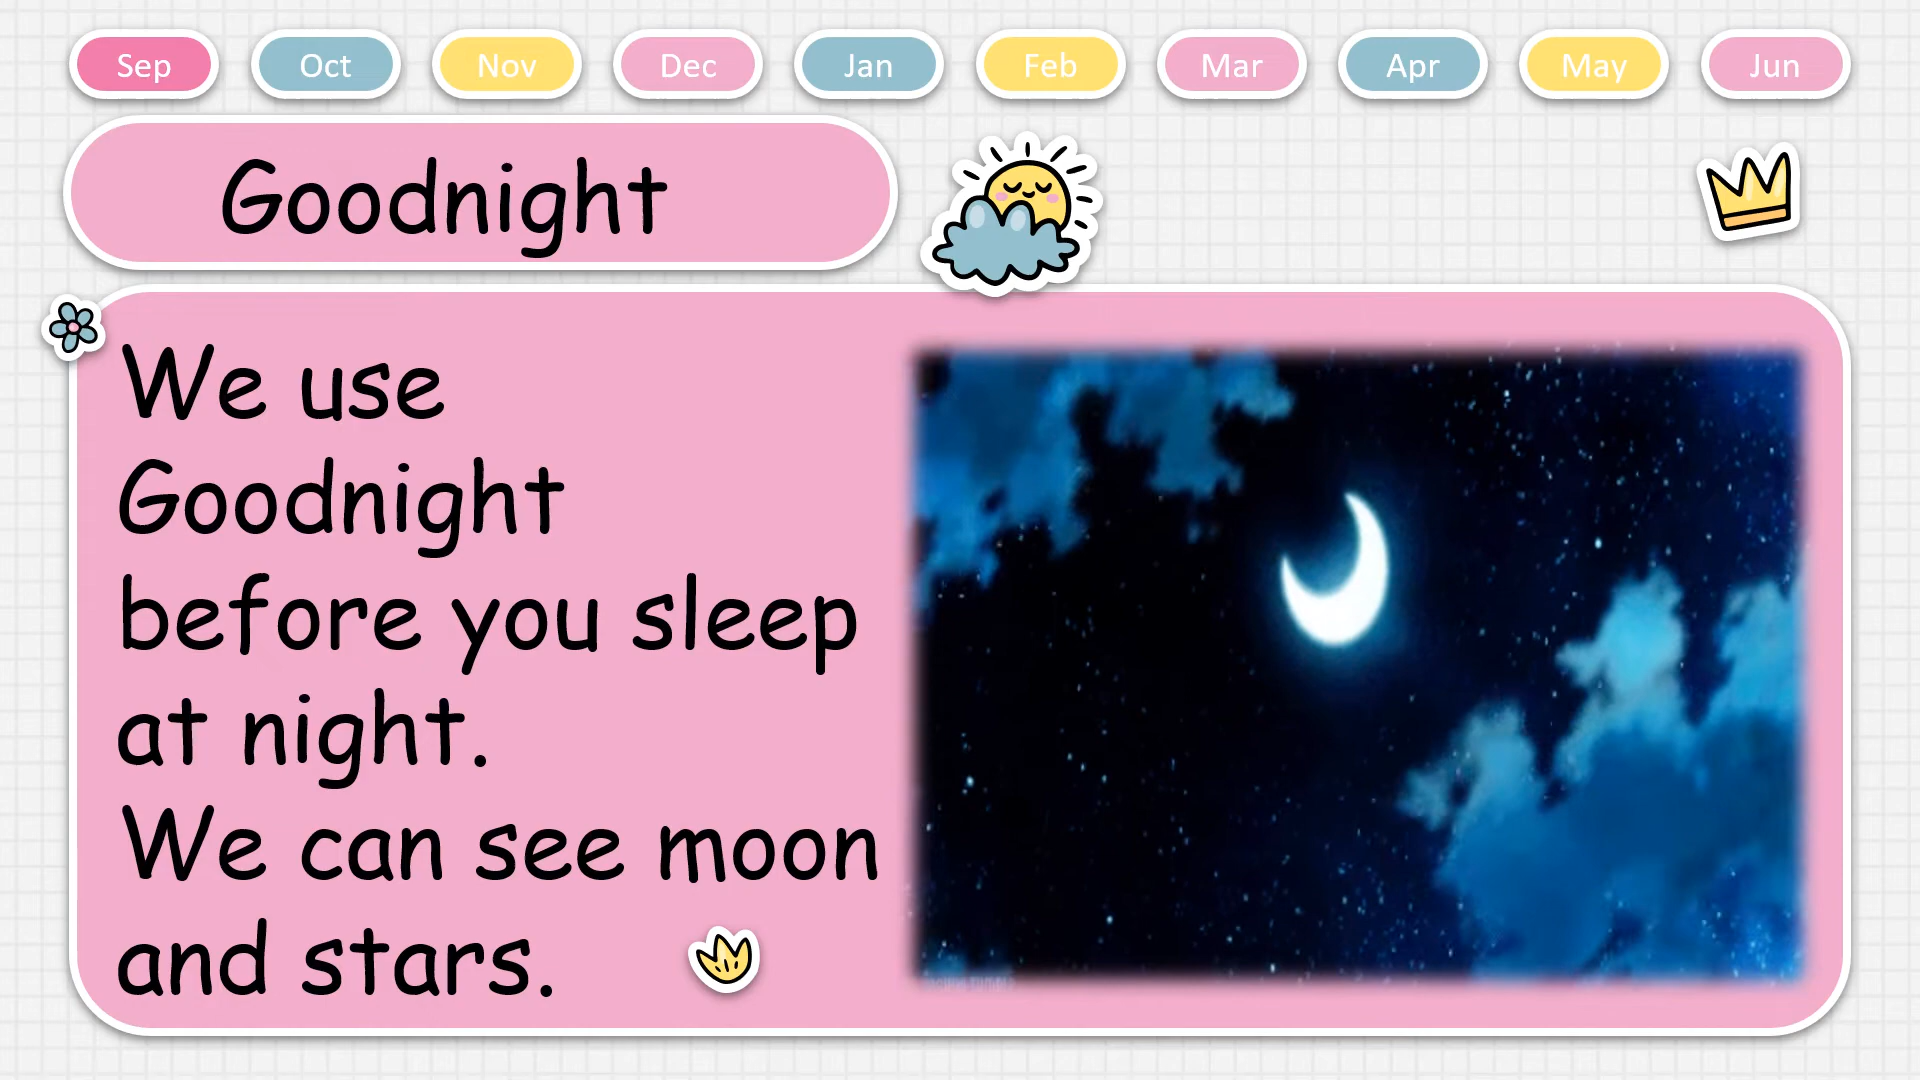 Sep Oct Nov Dec Jan Feb Mar Apr May Jun
Goodnight
We use
Goodnight
before you sleep
at night.
We can see moon
and stars.